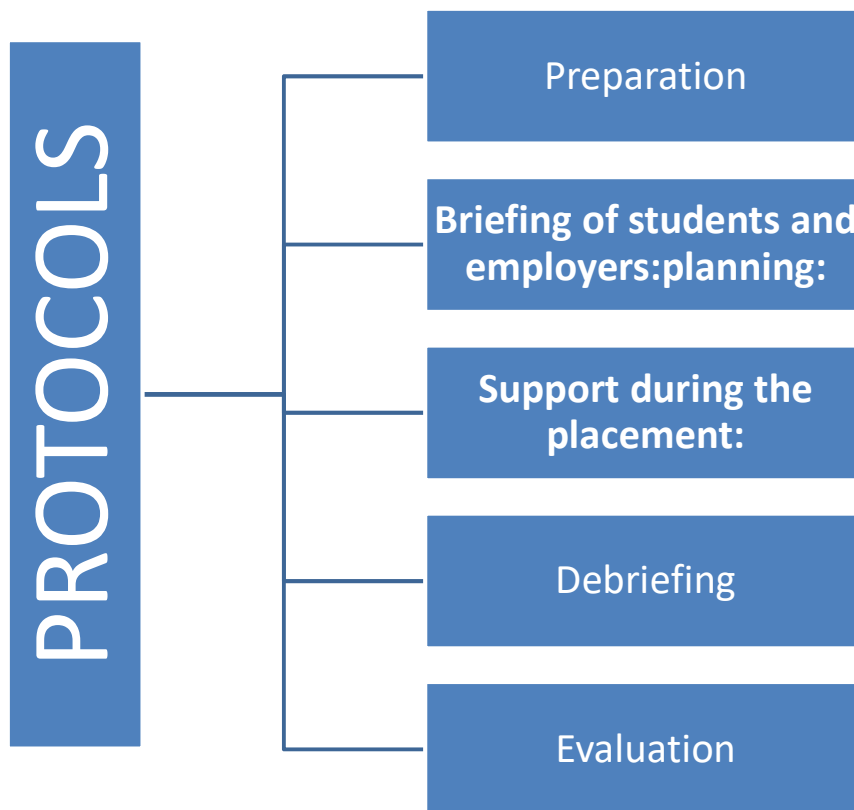 PROTOCOLS
Preparation
Briefing of students and
employers:planning:
Support during the
placement:
Debriefing
Evaluation